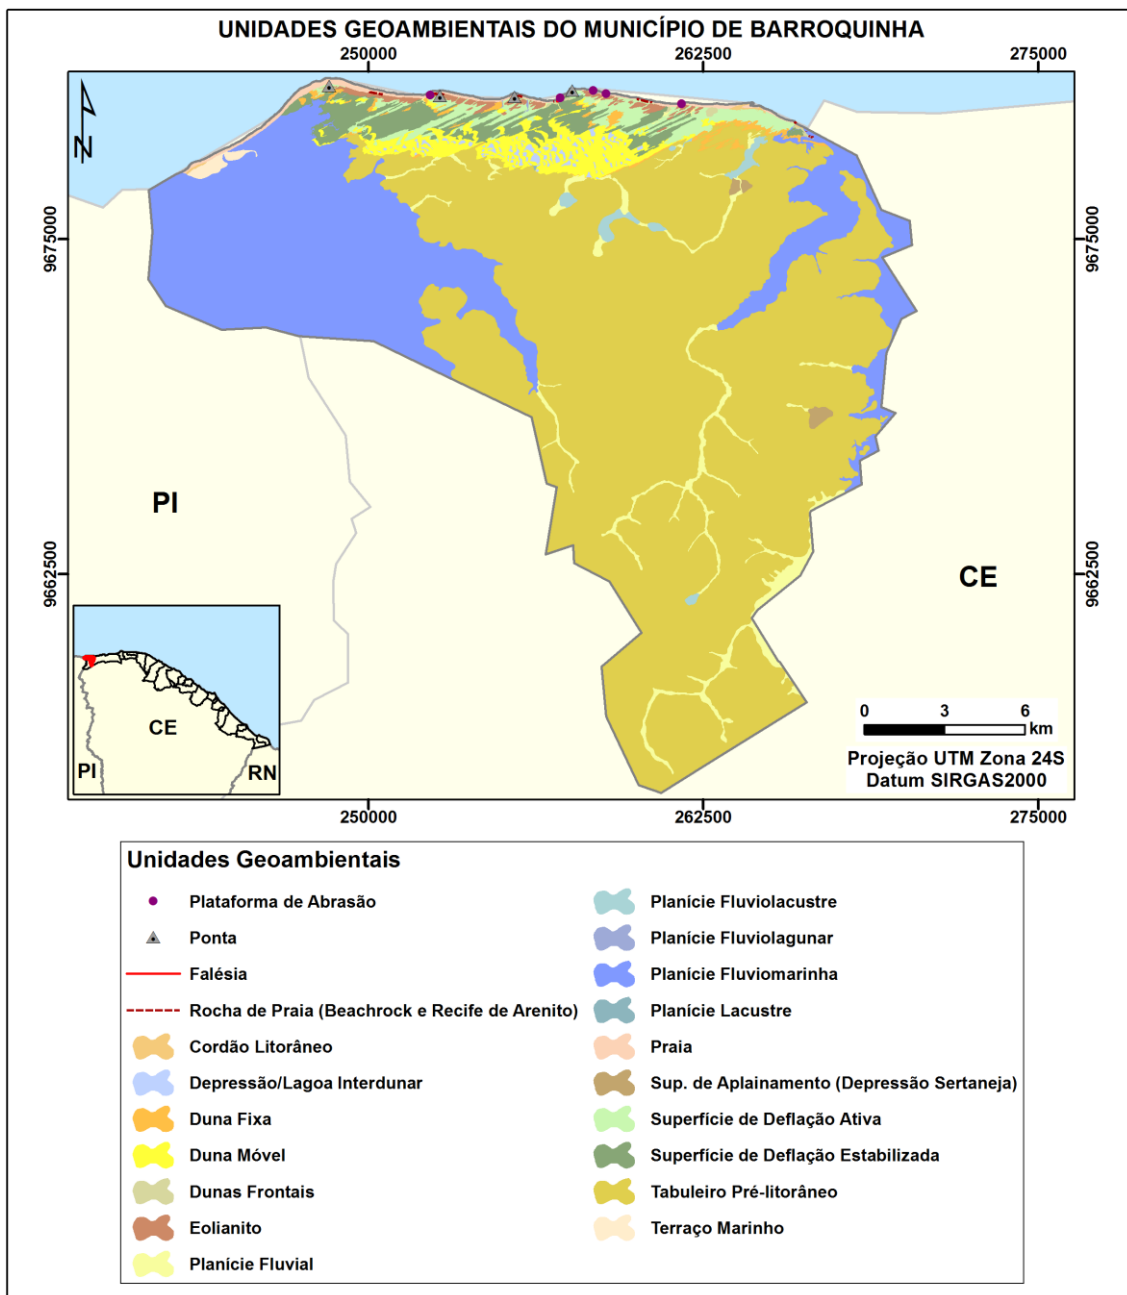 UNIDADES GEOAMBIENTAIS DO MUNICÍPIO DE BARROQUINHA
250000 262500 275000
N
9675000 9675000
PI
CE
9662500 9662500
CE
PI
RN
0 3 6
km
Projeção UTM Zona 24S
Datum SIRGAS2000
250000 262500 275000
Unidades Geoambientais
Plataforma de Abrasão
Ponta
Falésia
Rocha de Praia (Beachrock e Recife de Arenito)
Cordão Litorâneo
Depressão/Lagoa Interdunar
Duna Fixa
Duna Móvel
Dunas Frontais
Eolianito
Planície Fluvial
Planície Fluviolacustre
Planície Fluviolagunar
Planície Fluviomarinha
Planície Lacustre
Praia
Sup. de Aplainamento (Depressão Sertaneja)
Superfície de Deflação Ativa
Superfície de Deflação Estabilizada
Tabuleiro Pré-litorâneo
Terraço Marinho